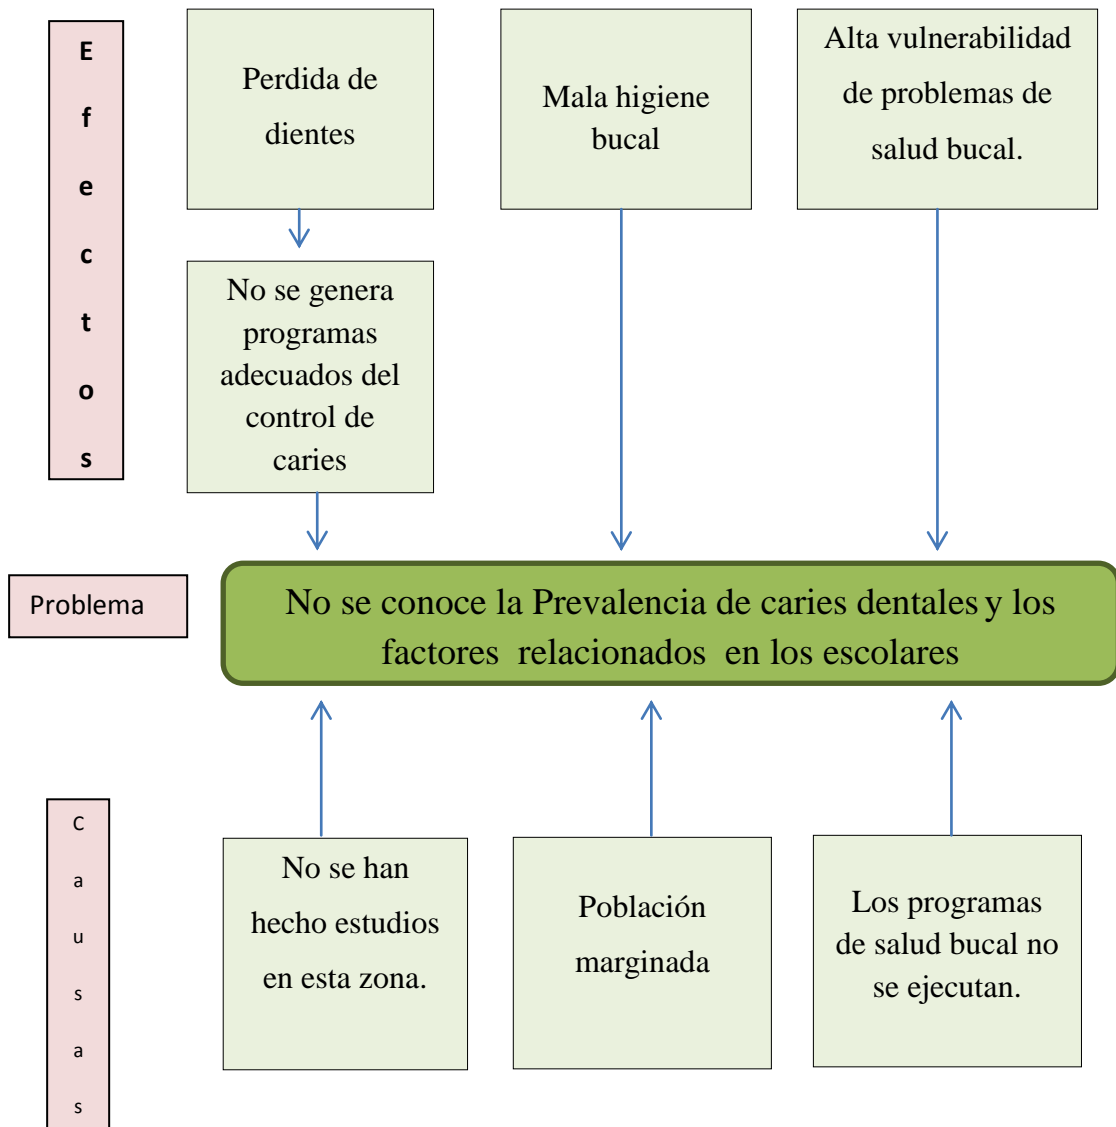 E
f
e
c
t
o
s
Perdida de
dientes
Mala higiene
bucal
Alta vulnerabilidad
de problemas de
salud bucal.
No se genera
programas
adecuados del
control de
caries
Problema
No se conoce la Prevalencia de caries dentales y los
factores relacionados en los escolares
C
a
u
s
a
s
No se han
hecho estudios
en esta zona.
Población
marginada
Los programas
de salud bucal no
se ejecutan.